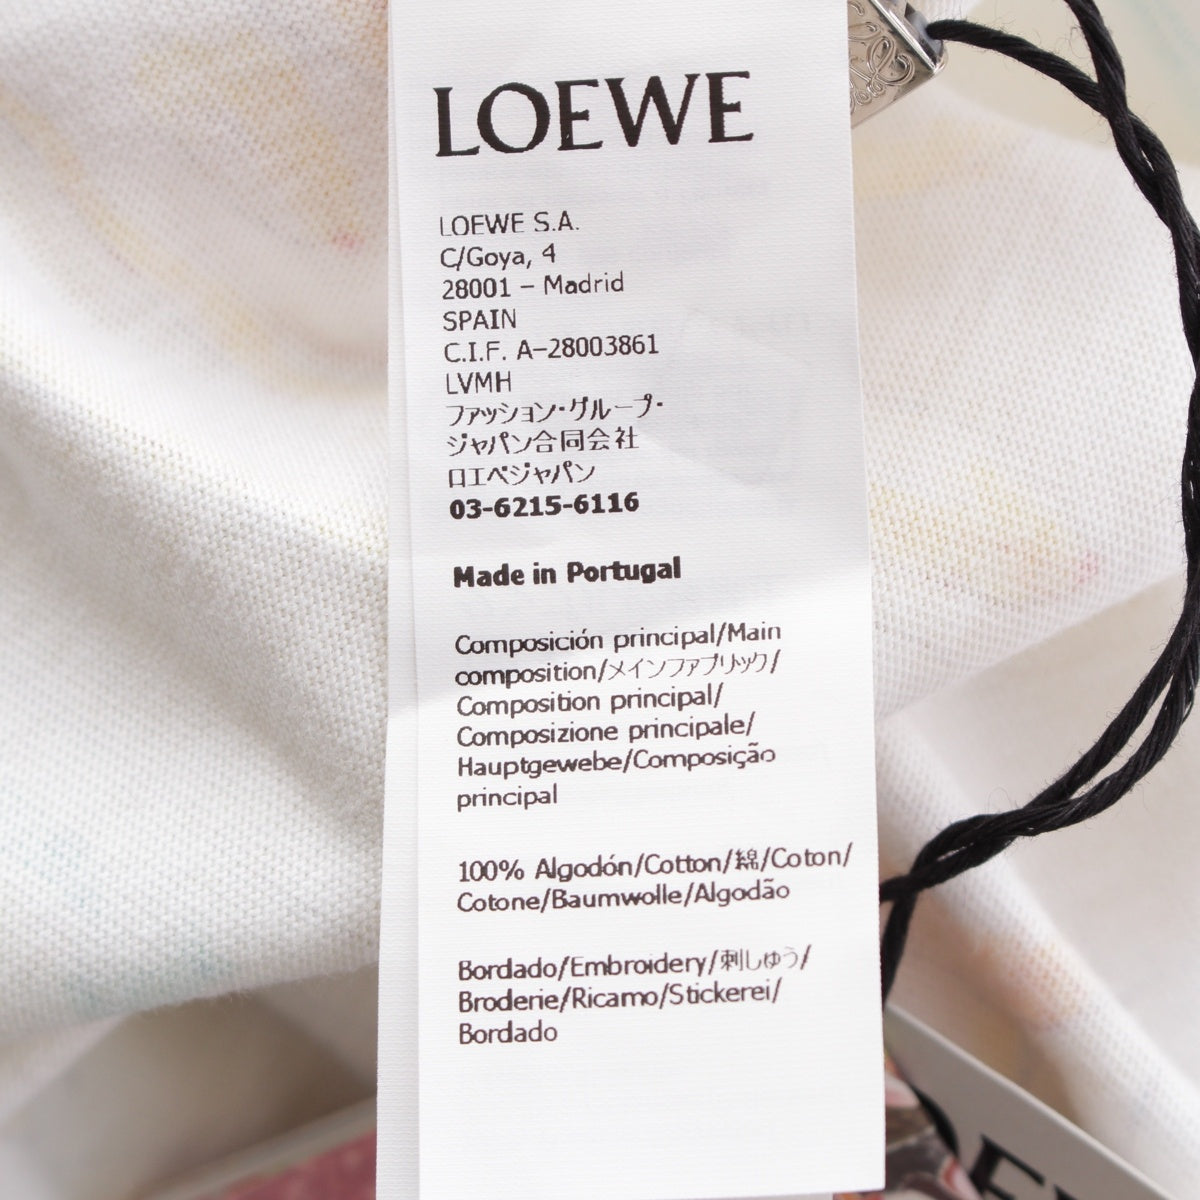 LOEWE
LOEWE S.A.
C/Goya, 4
28001 – Madrid
SPAIN
C.I.F. A–28003861
LVMH
ファッション・グループ・
ジャパン合同会社
ロエベジャパン
03-6215-6116
Made in Portugal
Composición principal/Main
composition/メインファブリック/
Composition principal/
Composizione principale/
Hauptgewebe/Composição
principal
100% Algodón/Cotton/綿/Coton/
Cotone/Baumwolle/Algodão
Bordado/Embroidery/刺しゅう/
Broderie/Ricamo/Stickerei/
Bordado